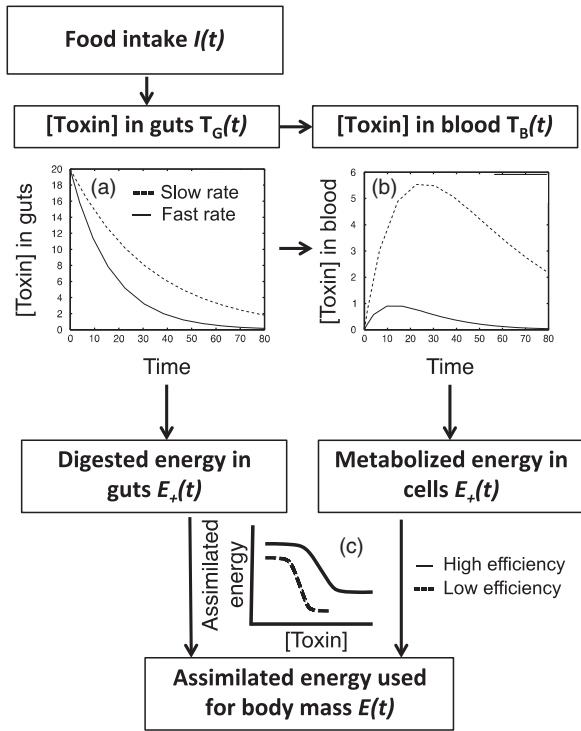 Food intake I(t)
[Toxin] in guts T_G(t)
[Toxin] in blood T_B(t)
(a)
Slow rate
Fast rate
[Toxin] in guts
20
18
16
14
12
10
8
6
4
2
0
0 10 20 30 40 50 60 70 80
Time
(b)
[Toxin] in blood
6
5
4
3
2
1
0
0 10 20 30 40 50 60 70 80
Time
Digested energy in
guts E₊(t)
Metabolized energy in
cells E₊(t)
(c)
Assimilated
energy
[Toxin]
High efficiency
Low efficiency
Assimilated energy used
for body mass E(t)